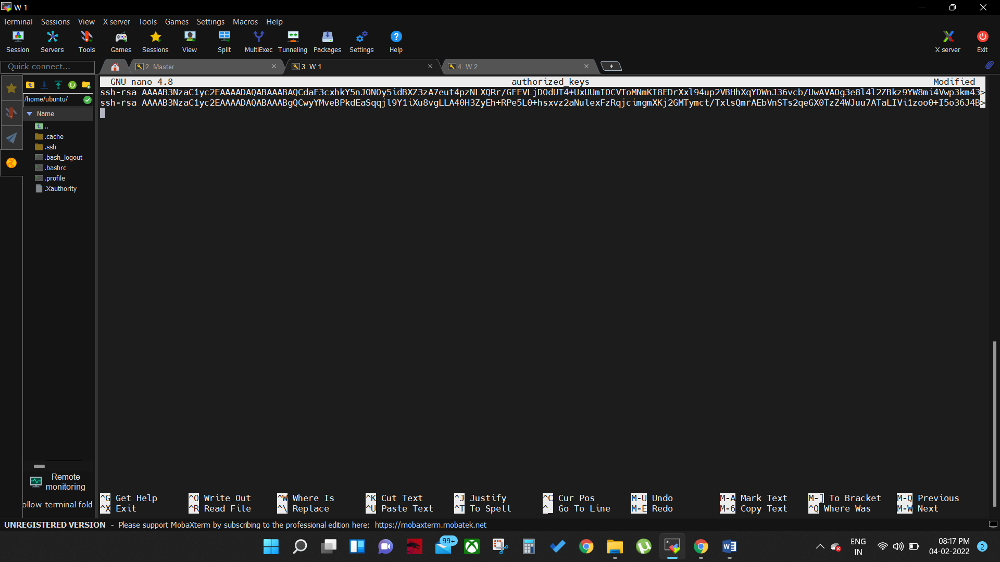 W 1
Terminal Sessions View X server Tools Games Settings Macros Help
Session Servers Tools Games Sessions View Split MultiExec Tunneling Packages Settings Help X server Exit
Quick connect...
2. Master
3. W 1
4. W 2
/home/ubuntu/
Name
..
.cache
.ssh
.bash_logout
.bashrc
.profile
.Xauthority
Remote
monitoring
ollow terminal fold
GNU nano 4.8 authorized_keys Modified
ssh-rsa AAAAB3NzaC1yc2EAAAADAQABAAABAQCdaF3cxhkY5nJONOy5idBXZ3zA7eut4pzNLXQRr/GFEVLjDOdUT4+UxUUmIOCVToMNmKI8EDrXxl94up2VBHhXqYDWnJ36vcb/UwAVAOg3e8l4l2ZBkz9YW8mi4Vwp3km43>
ssh-rsa AAAAB3NzaC1yc2EAAAADAQABAAABgQCwyYMveBPkdEaSqqjl9Y1iXu8vgLLA40H3ZyEh+RPe5L0+hsxvz2aNulexFzRqjcimgmXKj2GMTymct/TxlsQmrAEbVnSTs2qeGX0TzZ4WJuu7ATaLIVi1zoo0+I5o36J4B>
^G Get Help ^O Write Out ^W Where Is ^K Cut Text ^J Justify ^C Cur Pos M-U Undo M-A Mark Text M-] To Bracket M-Q Previous
^X Exit ^R Read File ^\ Replace ^U Paste Text ^T To Spell ^_ Go To Line M-E Redo M-6 Copy Text ^Q Where Was M-W Next
UNREGISTERED VERSION - Please support MobaXterm by subscribing to the professional edition here: https://mobaxterm.mobatek.net
99+
ENG
IN
08:17 PM
04-02-2022
2